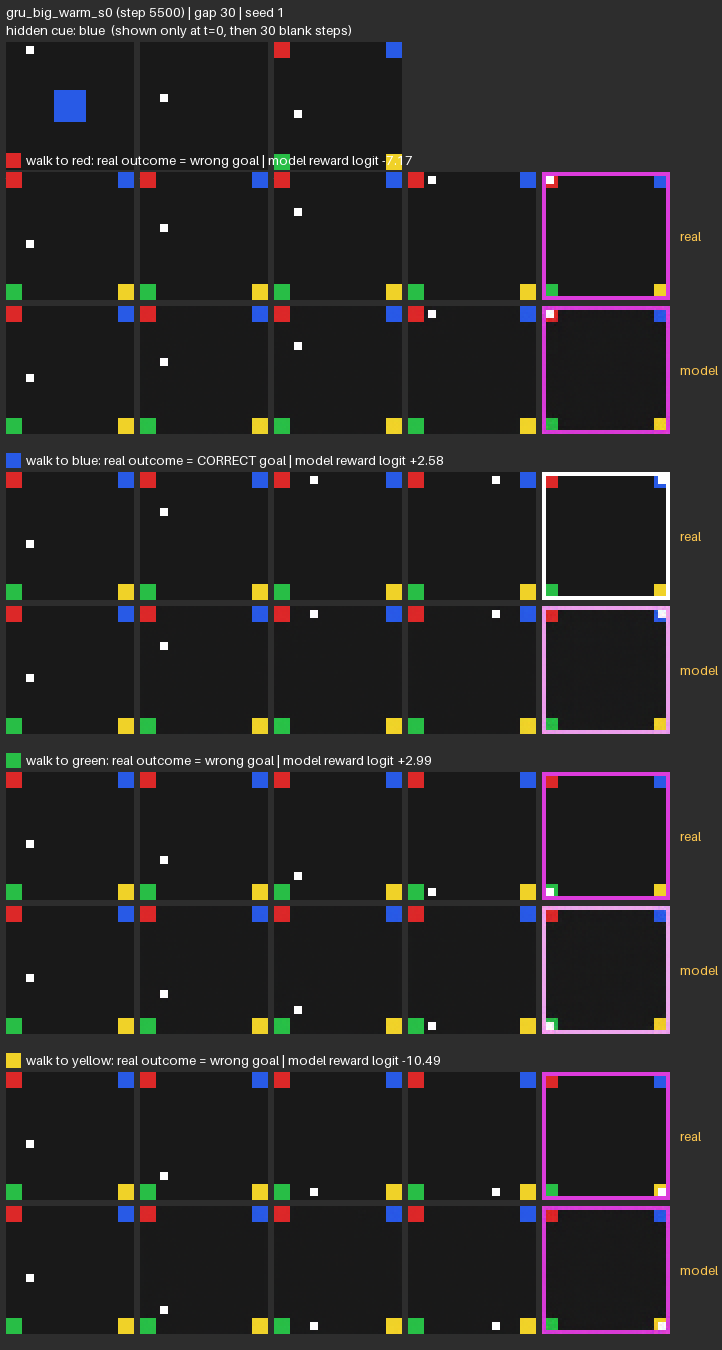 gru_big_warm_s0 (step 5500) | gap 30 | seed 1
hidden cue: blue  (shown only at t=0, then 30 blank steps)
walk to red: real outcome = wrong goal | model reward logit -7.17
real
model
walk to blue: real outcome = CORRECT goal | model reward logit +2.58
real
model
walk to green: real outcome = wrong goal | model reward logit +2.99
real
model
walk to yellow: real outcome = wrong goal | model reward logit -10.49
real
model